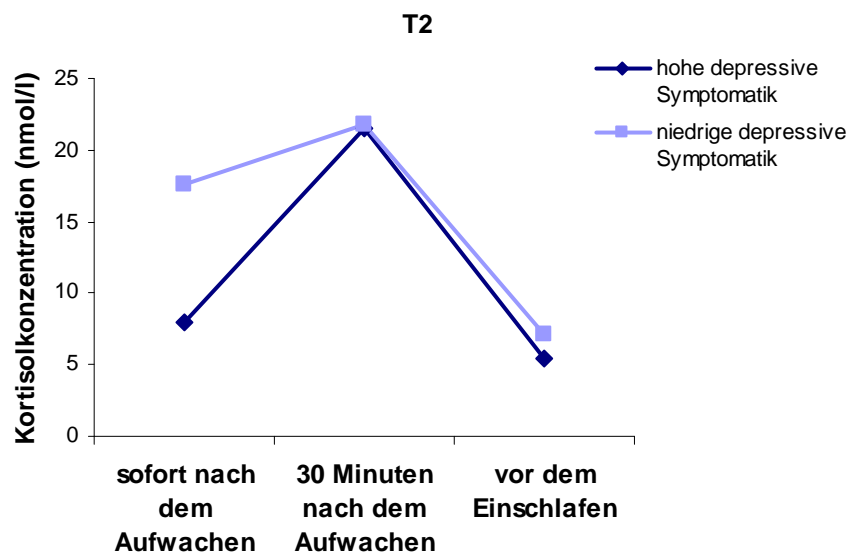 T2
Kortisolkonzentration (nmol/l)
25
20
15
10
5
0
sofort nach
dem
Aufwachen
30 Minuten
nach dem
Aufwachen
vor dem
Einschlafen
hohe depressive
Symptomatik
niedrige depressive
Symptomatik